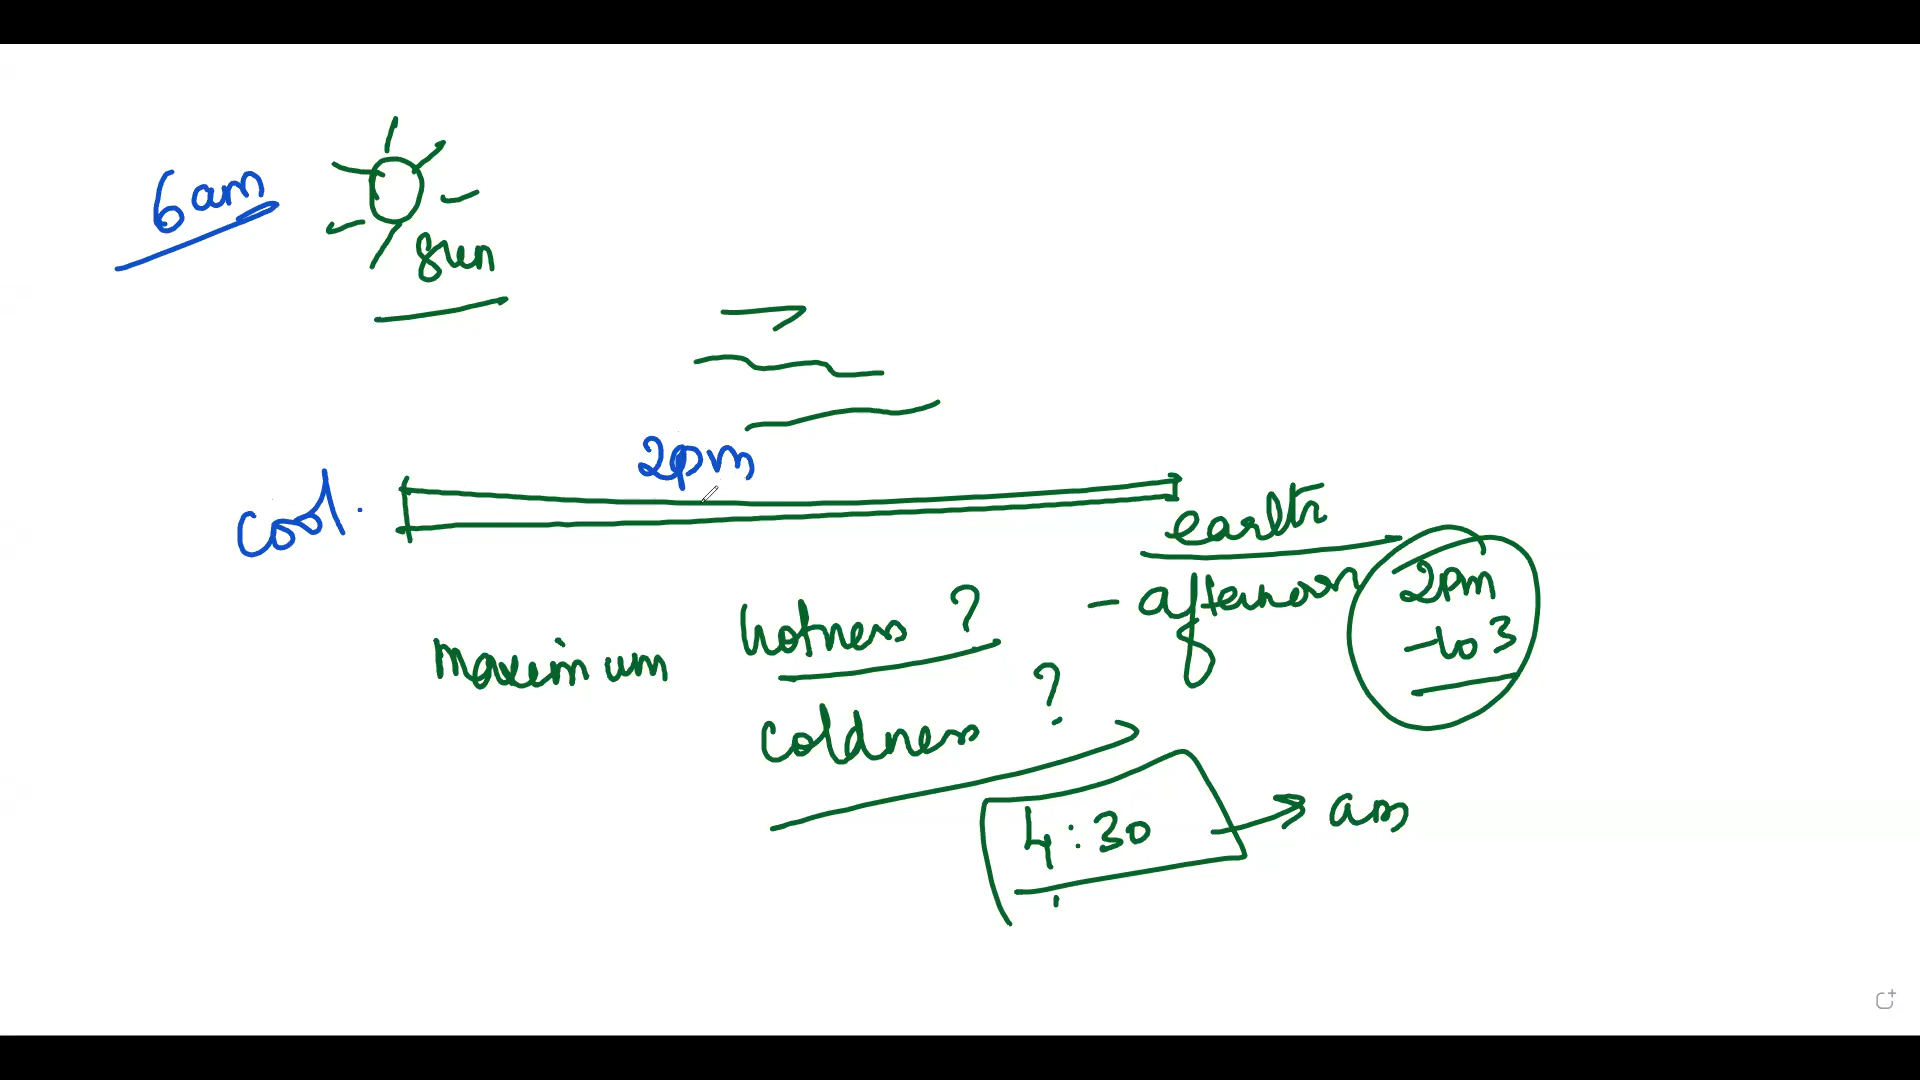 6am
sun
2pm
cool.
earth
maximum hotness ? - afternoon 2pm
to 3
coldness ?
4:30 → am